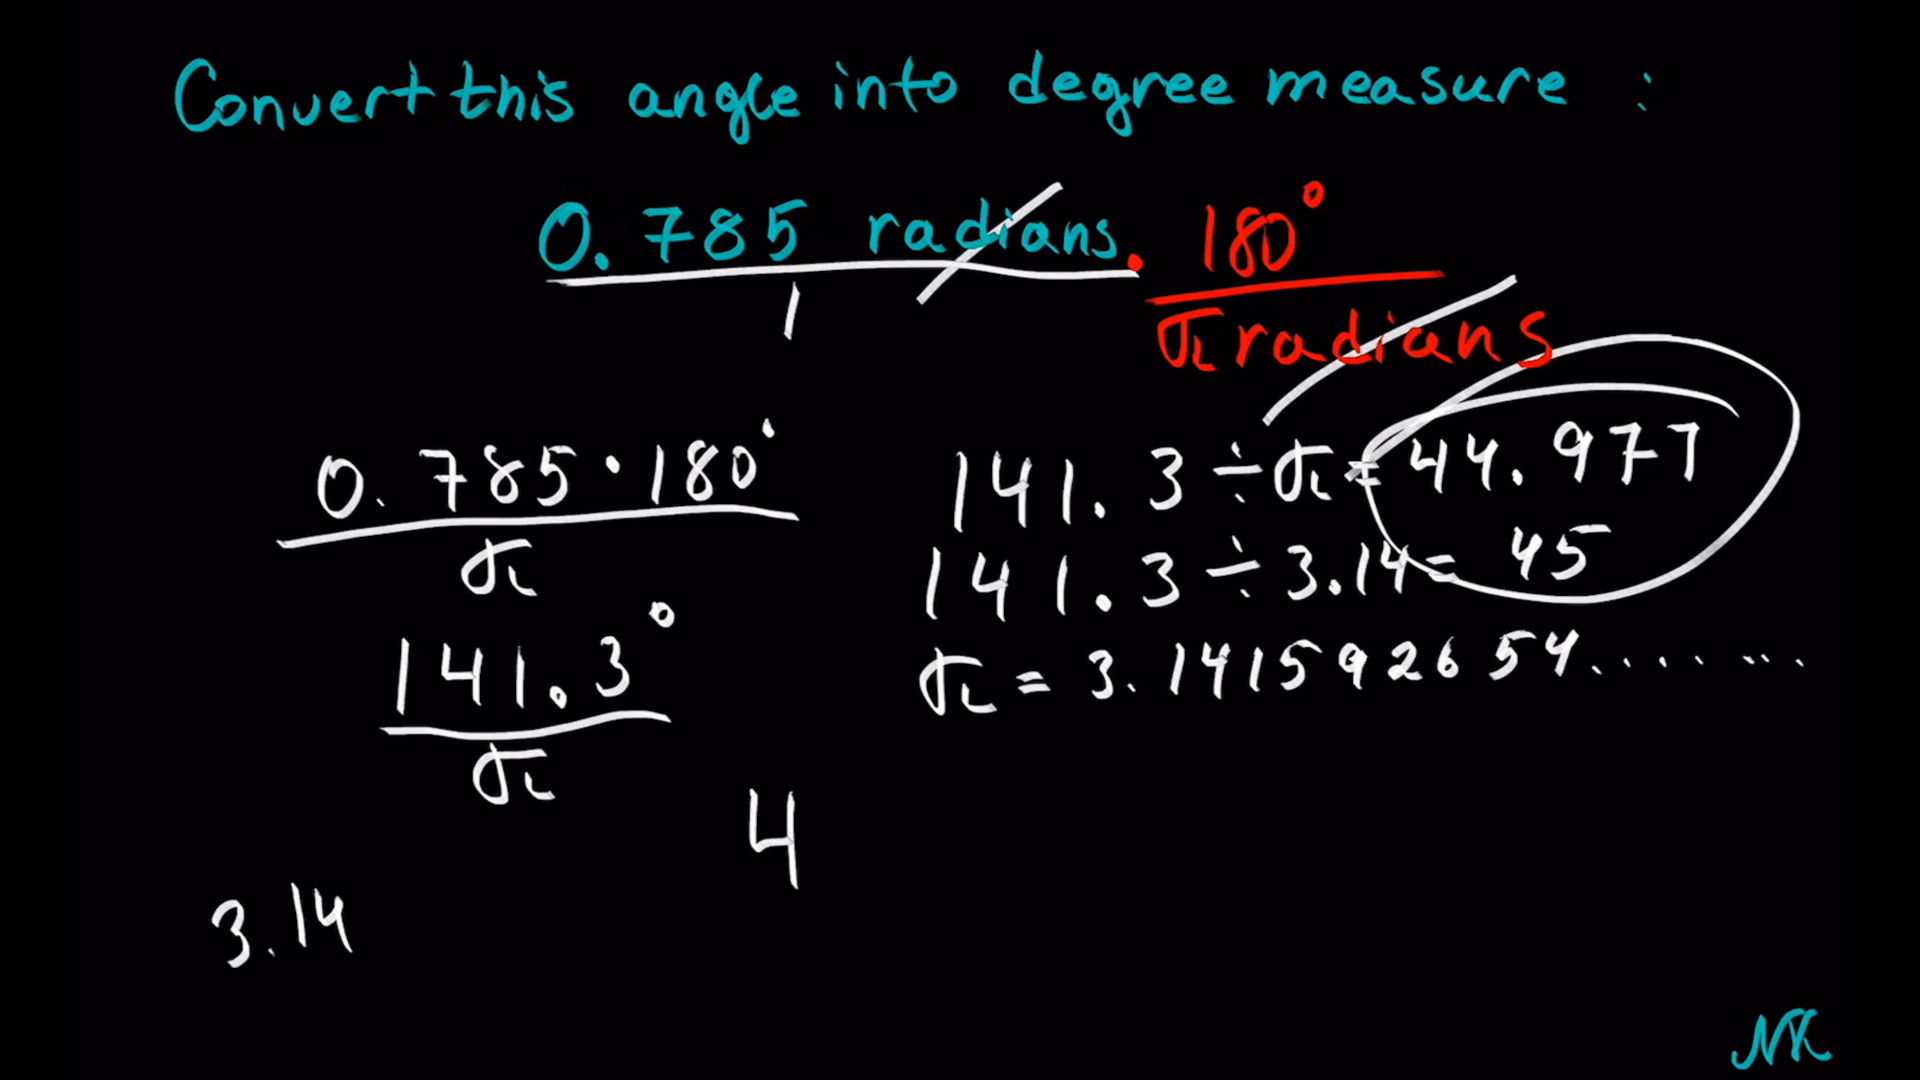 Convert this angle into degree measure :
0.785 radians . 180°
1
π radians
0.785 · 180°
π
141.3 ÷ π = 44.977
141.3 ÷ 3.14 = 45
141.3°
π
π = 3.141592654.........
4
3.14
NK